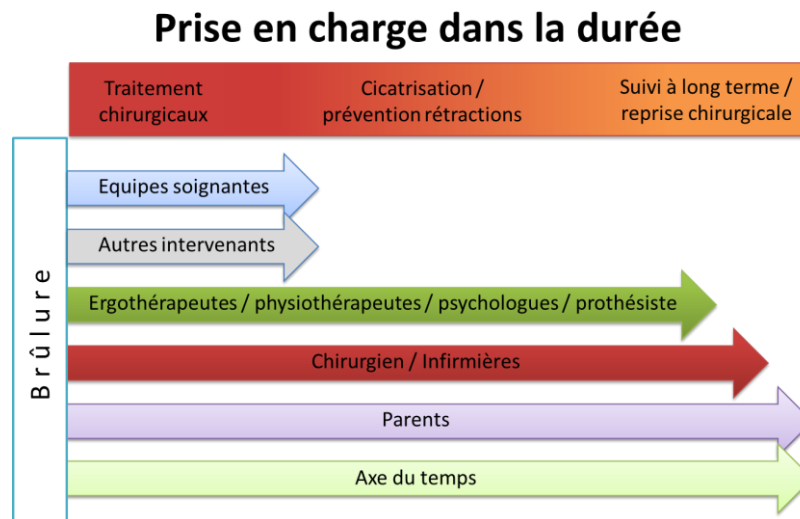 Prise en charge dans la durée
Traitement
chirurgicaux
Cicatrisation /
prévention rétractions
Suivi à long terme /
reprise chirurgicale
Brûlure
Equipes soignantes
Autres intervenants
Ergothérapeutes / physiothérapeutes / psychologues / prothésiste
Chirurgien / Infirmières
Parents
Axe du temps